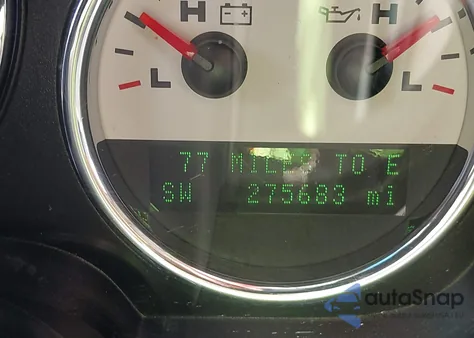 H H
L L
77 MILES TO E
SW 275683 mi
autoSnap